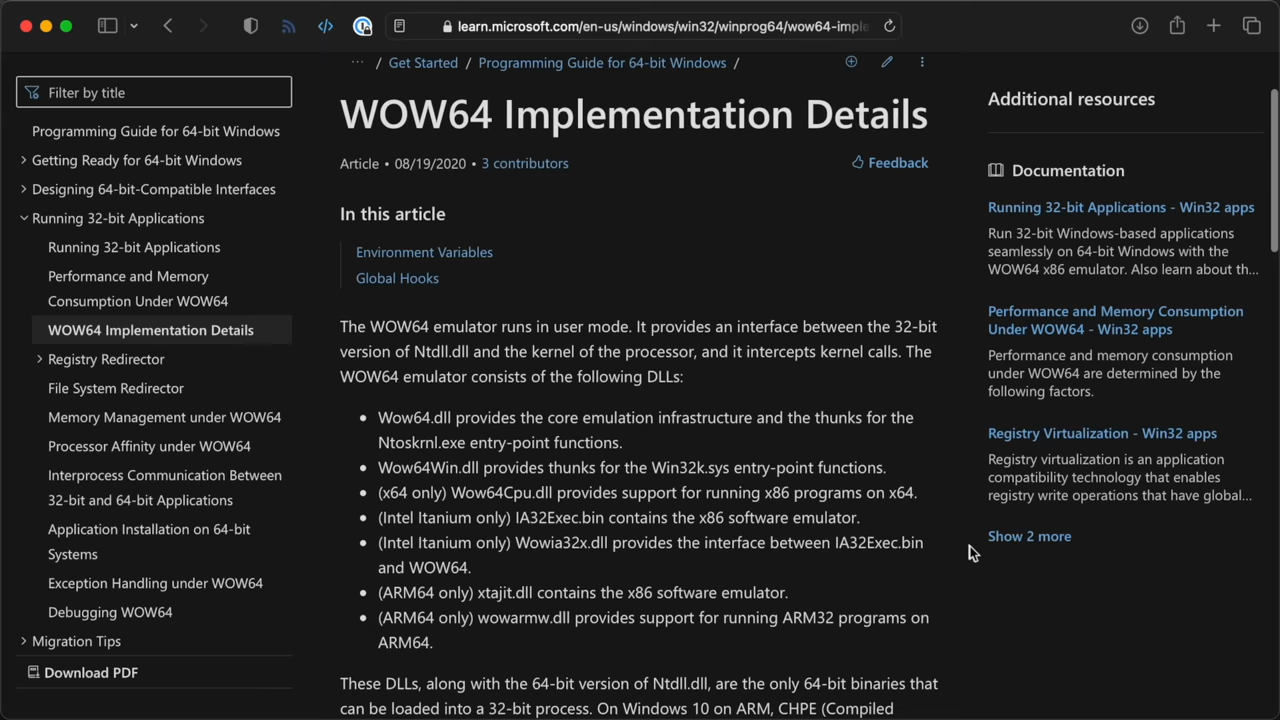 learn.microsoft.com/en-us/windows/win32/winprog64/wow64-imple
··· / Get Started / Programming Guide for 64-bit Windows /
Filter by title
Programming Guide for 64-bit Windows
Getting Ready for 64-bit Windows
Designing 64-bit-Compatible Interfaces
Running 32-bit Applications
Running 32-bit Applications
Performance and Memory
Consumption Under WOW64
WOW64 Implementation Details
Registry Redirector
File System Redirector
Memory Management under WOW64
Processor Affinity under WOW64
Interprocess Communication Between
32-bit and 64-bit Applications
Application Installation on 64-bit
Systems
Exception Handling under WOW64
Debugging WOW64
Migration Tips
Download PDF
WOW64 Implementation Details
Article • 08/19/2020 • 3 contributors
Feedback
In this article
Environment Variables
Global Hooks
The WOW64 emulator runs in user mode. It provides an interface between the 32-bit
version of Ntdll.dll and the kernel of the processor, and it intercepts kernel calls. The
WOW64 emulator consists of the following DLLs:
• Wow64.dll provides the core emulation infrastructure and the thunks for the
Ntoskrnl.exe entry-point functions.
• Wow64Win.dll provides thunks for the Win32k.sys entry-point functions.
• (x64 only) Wow64Cpu.dll provides support for running x86 programs on x64.
• (Intel Itanium only) IA32Exec.bin contains the x86 software emulator.
• (Intel Itanium only) Wowia32x.dll provides the interface between IA32Exec.bin
and WOW64.
• (ARM64 only) xtajit.dll contains the x86 software emulator.
• (ARM64 only) wowarmw.dll provides support for running ARM32 programs on
ARM64.
These DLLs, along with the 64-bit version of Ntdll.dll, are the only 64-bit binaries that
can be loaded into a 32-bit process. On Windows 10 on ARM, CHPE (Compiled
Additional resources
Documentation
Running 32-bit Applications - Win32 apps
Run 32-bit Windows-based applications
seamlessly on 64-bit Windows with the
WOW64 x86 emulator. Also learn about th...
Performance and Memory Consumption
Under WOW64 - Win32 apps
Performance and memory consumption
under WOW64 are determined by the
following factors.
Registry Virtualization - Win32 apps
Registry virtualization is an application
compatibility technology that enables
registry write operations that have global...
Show 2 more